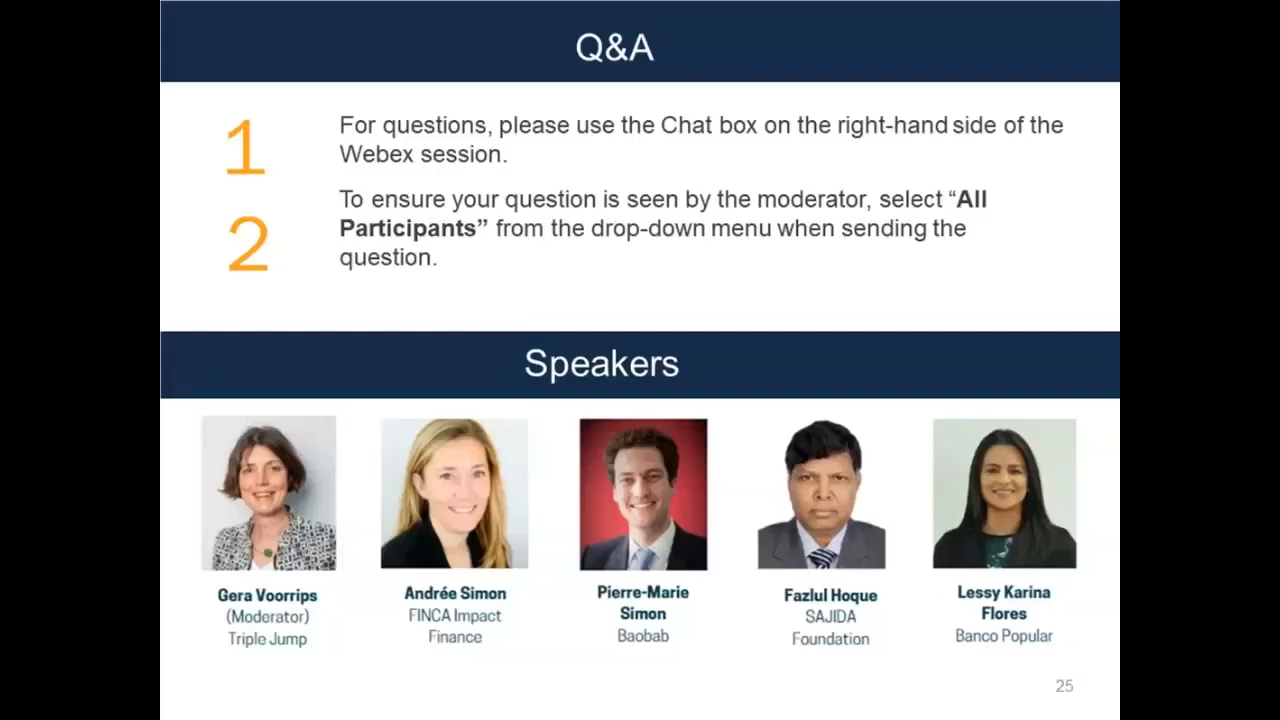 Q&A
1
For questions, please use the Chat box on the right-hand side of the
Webex session.
2
To ensure your question is seen by the moderator, select “All
Participants” from the drop-down menu when sending the
question.
Speakers
Gera Voorrips
(Moderator)
Triple Jump
Andrée Simon
FINCA Impact
Finance
Pierre-Marie
Simon
Baobab
Fazlul Hoque
SAJIDA
Foundation
Lessy Karina
Flores
Banco Popular
25